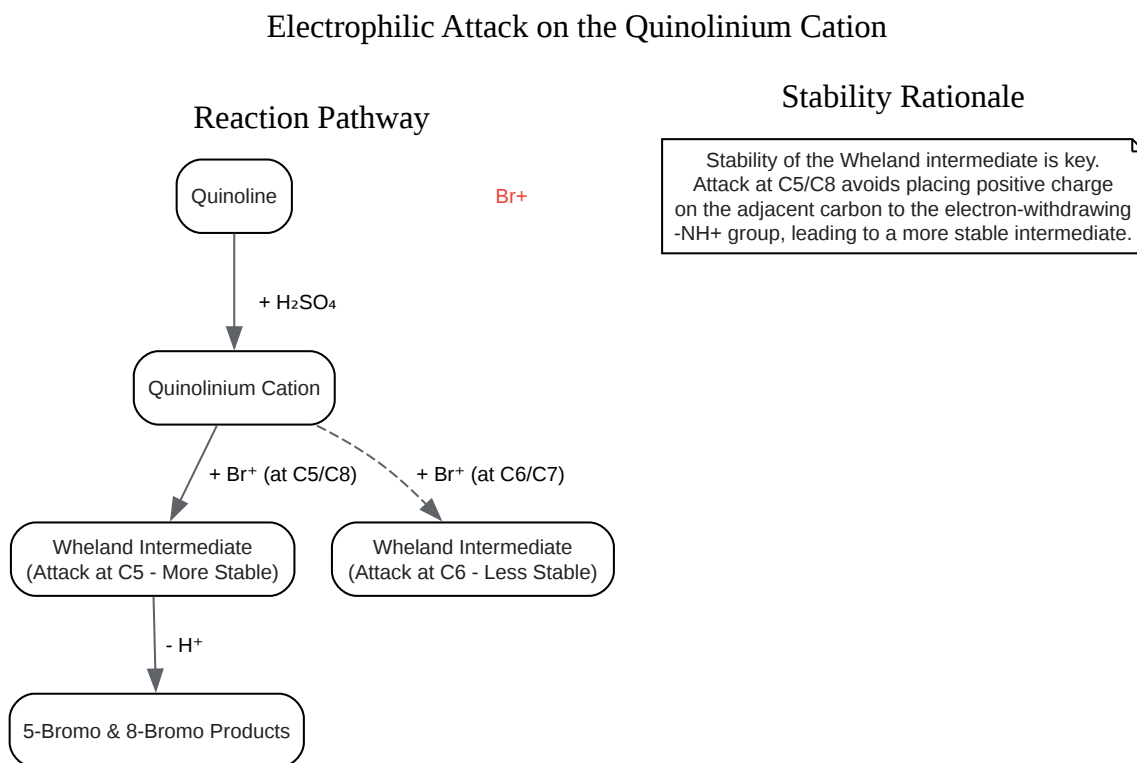 Electrophilic Attack on the Quinolinium Cation
Reaction Pathway
Quinoline
Br+
+ H₂SO₄
Quinolinium Cation
+ Br⁺ (at C5/C8)
+ Br⁺ (at C6/C7)
Wheland Intermediate
(Attack at C5 - More Stable)
Wheland Intermediate
(Attack at C6 - Less Stable)
- H⁺
5-Bromo & 8-Bromo Products
Stability Rationale
Stability of the Wheland intermediate is key.
Attack at C5/C8 avoids placing positive charge
on the adjacent carbon to the electron-withdrawing
-NH+ group, leading to a more stable intermediate.